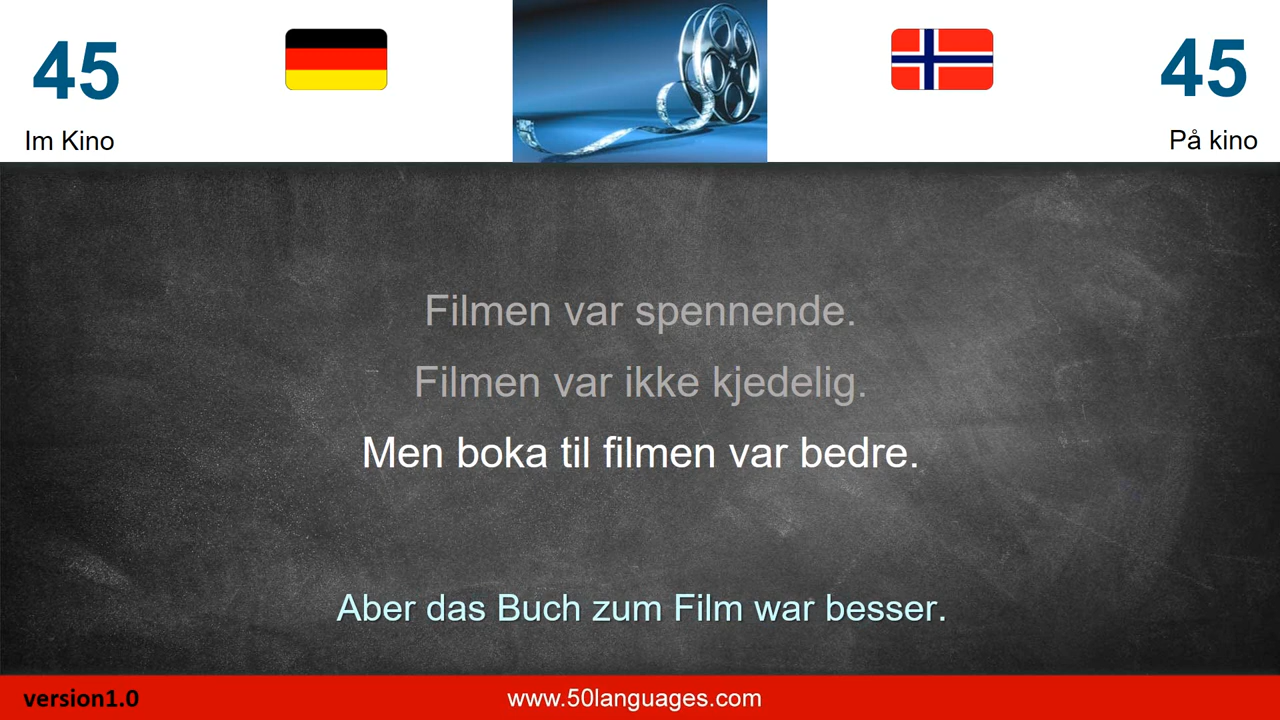 45
45
Im Kino
På kino
Filmen var spennende.
Filmen var ikke kjedelig.
Men boka til filmen var bedre.
Aber das Buch zum Film war besser.
version1.0
www.50languages.com